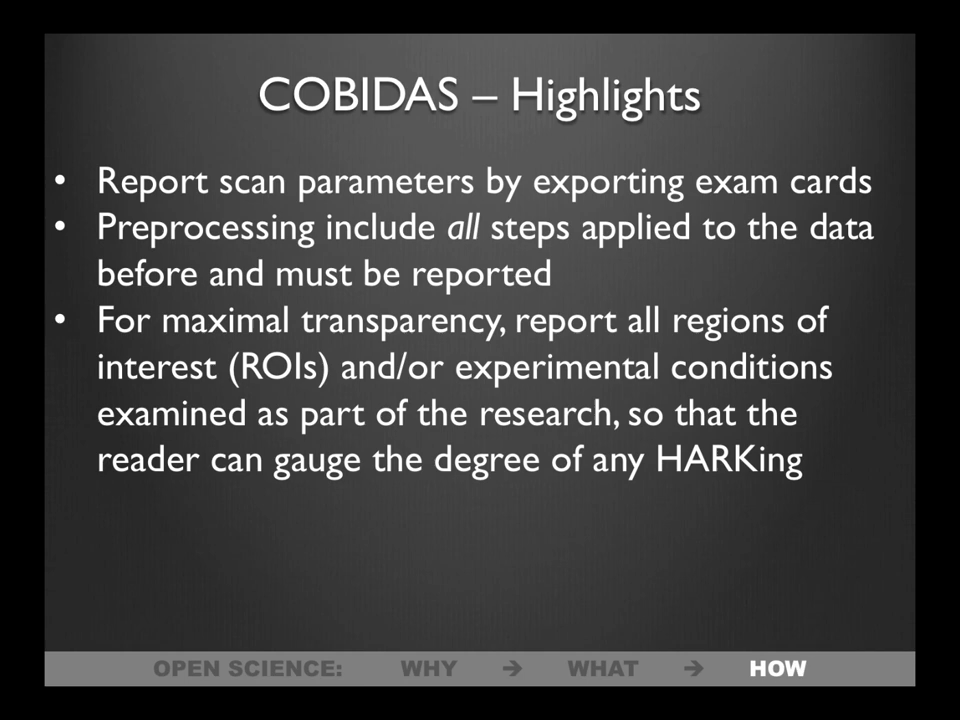 COBIDAS – Highlights
• Report scan parameters by exporting exam cards
• Preprocessing include all steps applied to the data
before and must be reported
• For maximal transparency, report all regions of
interest (ROIs) and/or experimental conditions
examined as part of the research, so that the
reader can gauge the degree of any HARKing
OPEN SCIENCE: WHY → WHAT → HOW